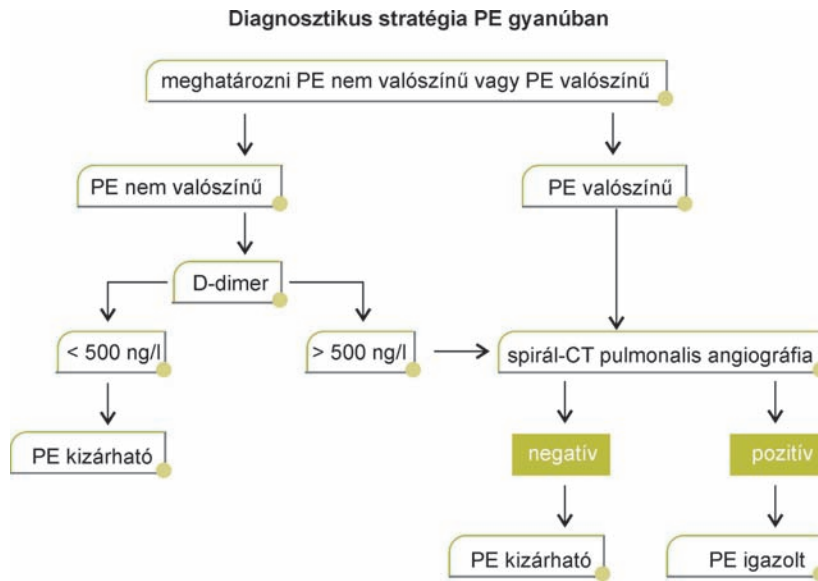 Diagnosztikus stratégia PE gyanúban
meghatározni PE nem valószínű vagy PE valószínű
PE nem valószínű
PE valószínű
D-dimer
< 500 ng/l
> 500 ng/l
spirál-CT pulmonalis angiográfia
PE kizárható
negatív
pozitív
PE kizárható
PE igazolt